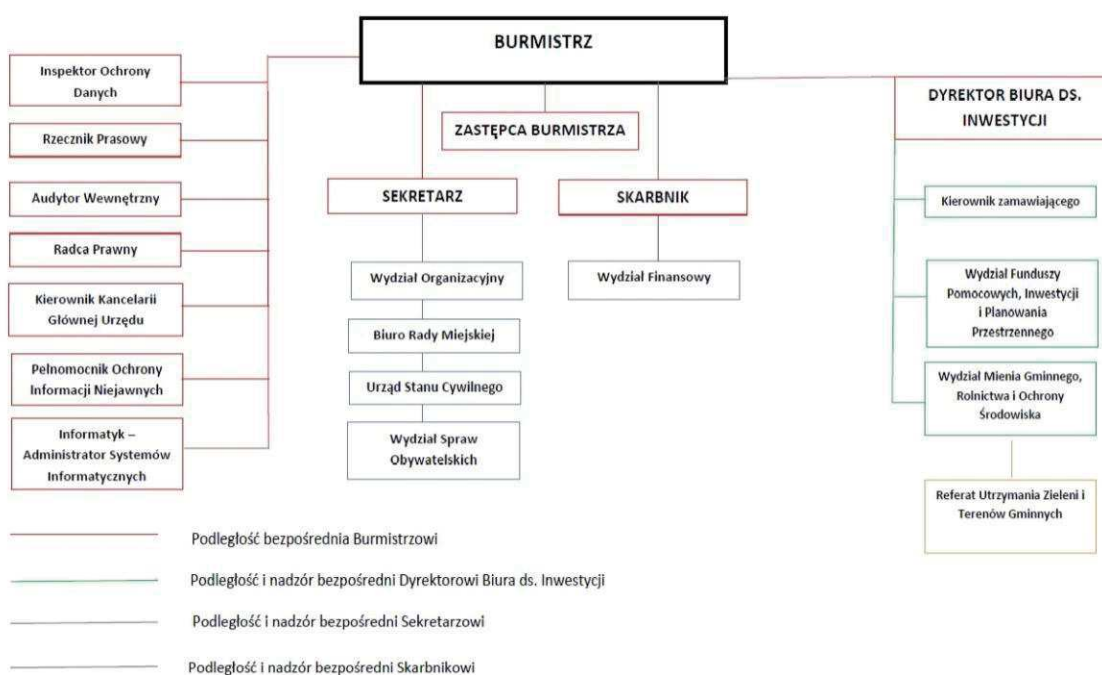 BURMISTRZ
Inspektor Ochrony
Danych
Rzecznik Prasowy
Audytor Wewnętrzny
Radca Prawny
Kierownik Kancelarii
Głównej Urzędu
Pełnomocnik Ochrony
Informacji Niejawnych
Informatyk –
Administrator Systemów
Informatycznych
ZASTĘPCA BURMISTRZA
SEKRETARZ
Wydział Organizacyjny
Biuro Rady Miejskiej
Urząd Stanu Cywilnego
Wydział Spraw
Obywatelskich
SKARBNIK
Wydział Finansowy
DYREKTOR BIURA DS.
INWESTYCJI
Kierownik zamawiającego
Wydział Funduszy
Pomocowych, Inwestycji
i Planowania
Przestrzennego
Wydział Mienia Gminnego,
Rolnictwa i Ochrony
Środowiska
Referat Utrzymania Zieleni i
Terenów Gminnych
Podległość bezpośrednia Burmistrzowi
Podległość i nadzór bezpośredni Dyrektorowi Biura ds. Inwestycji
Podległość i nadzór bezpośredni Sekretarzowi
Podległość i nadzór bezpośredni Skarbnikowi